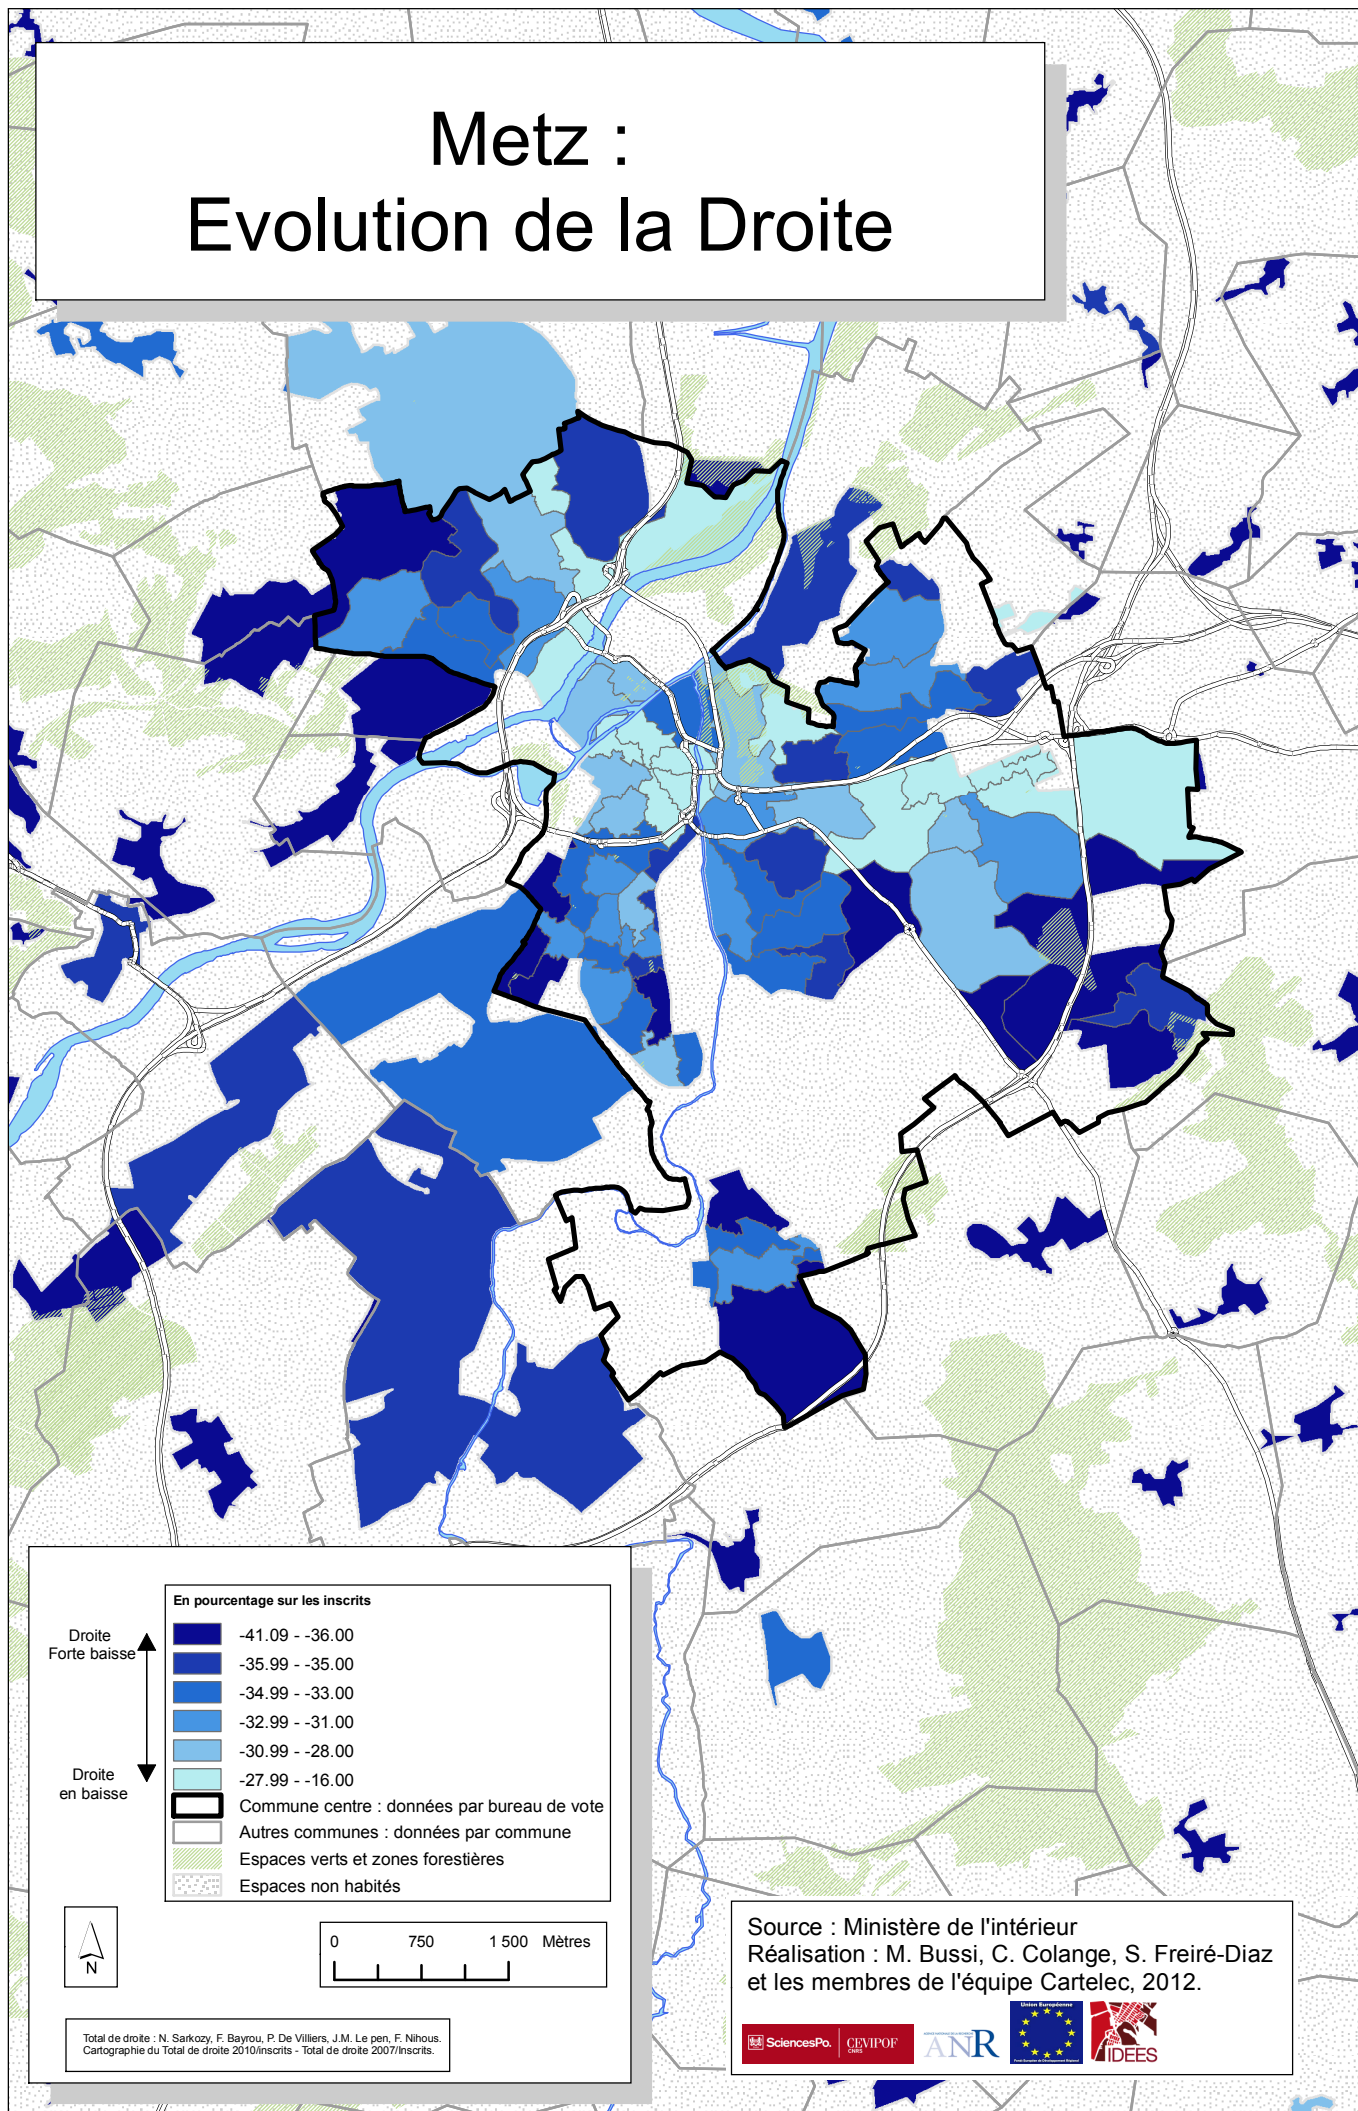 Metz :
Evolution de la Droite
En pourcentage sur les inscrits
Droite
Forte baisse
Droite
en baisse
-41.09 - -36.00
-35.99 - -35.00
-34.99 - -33.00
-32.99 - -31.00
-30.99 - -28.00
-27.99 - -16.00
Commune centre : données par bureau de vote
Autres communes : données par commune
Espaces verts et zones forestières
Espaces non habités
N
0 750 1 500 Mètres
Total de droite : N. Sarkozy, F. Bayrou, P. De Villiers, J.M. Le pen, F. Nihous.
Cartographie du Total de droite 2010/inscrits - Total de droite 2007/Inscrits.
Source : Ministère de l'intérieur
Réalisation : M. Bussi, C. Colange, S. Freiré-Diaz
et les membres de l'équipe Cartelec, 2012.
SciencesPo.
CEVIPOF
CNRS
ANR
Union Européenne
IDEES